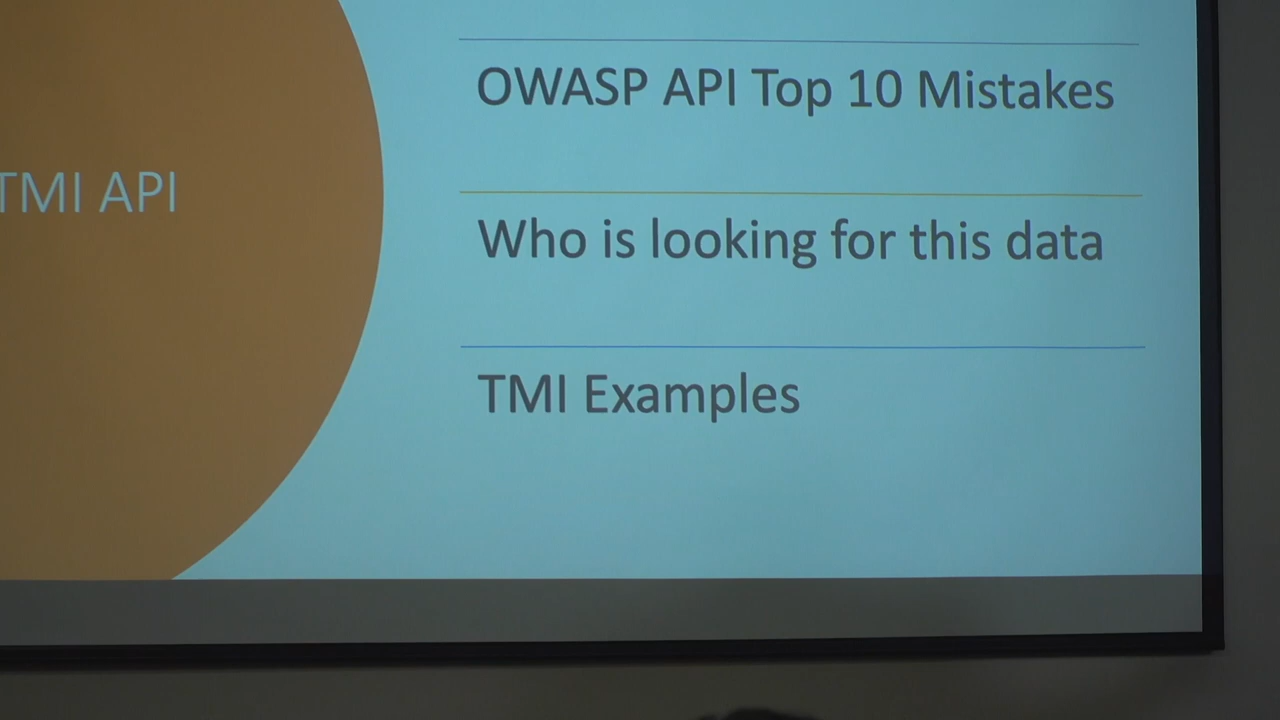 TMI API
OWASP API Top 10 Mistakes
Who is looking for this data
TMI Examples